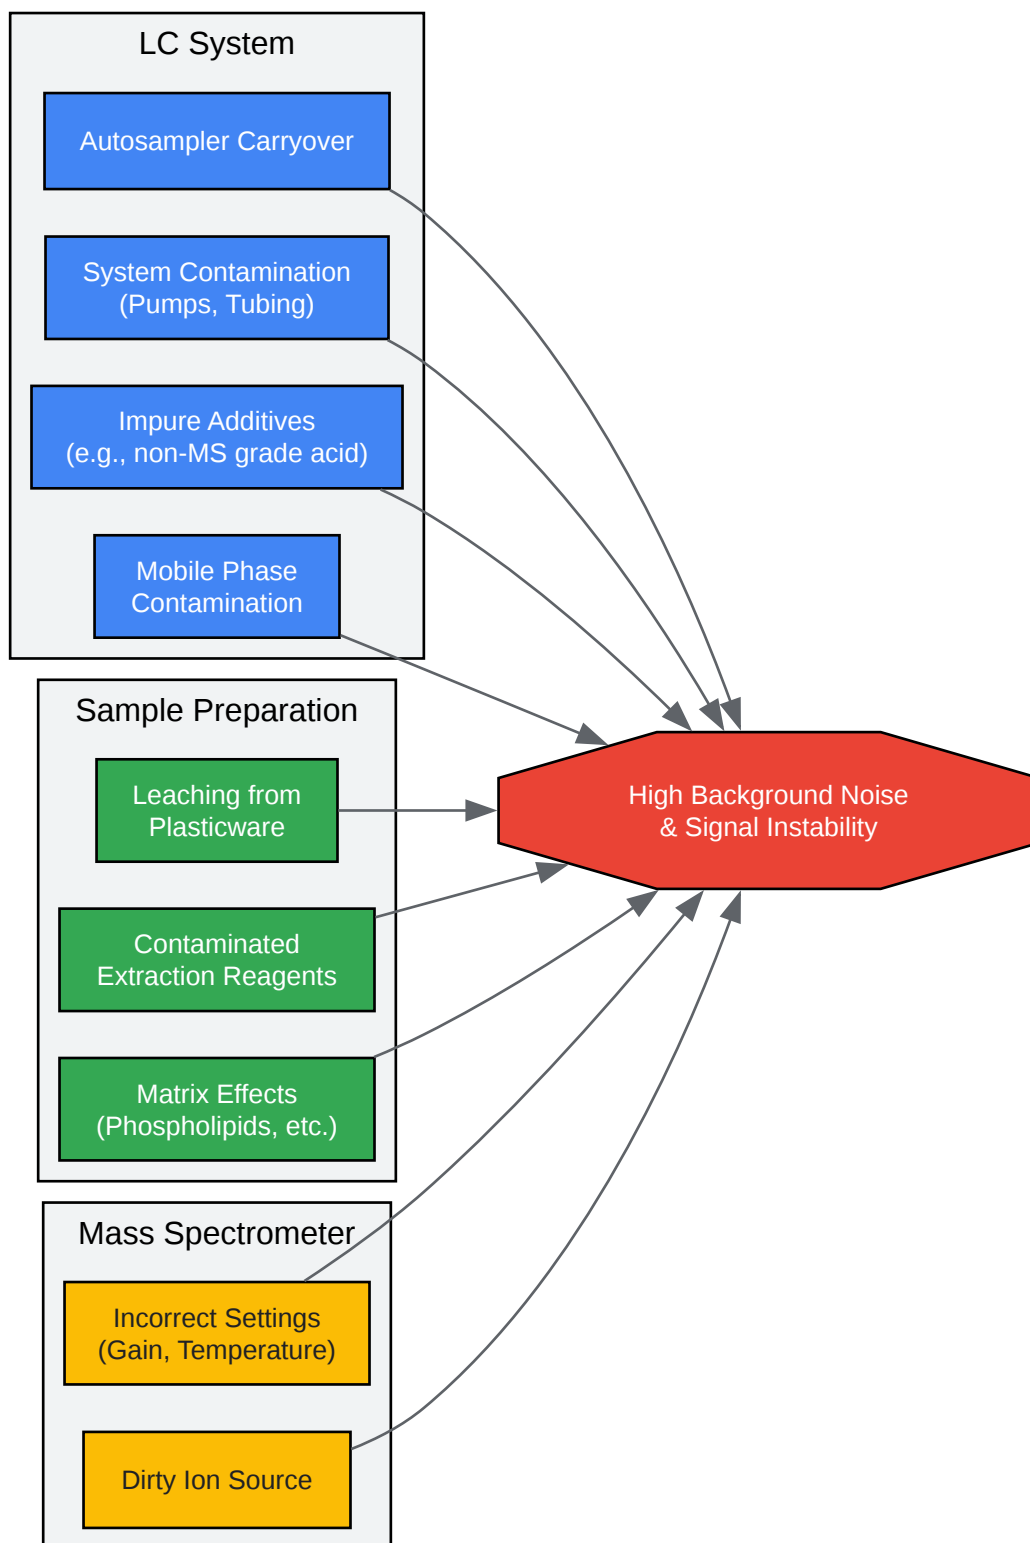 LC System
Autosampler Carryover
System Contamination
(Pumps, Tubing)
Impure Additives
(e.g., non-MS grade acid)
Mobile Phase
Contamination
Sample Preparation
Leaching from
Plasticware
Contaminated
Extraction Reagents
Matrix Effects
(Phospholipids, etc.)
Mass Spectrometer
Incorrect Settings
(Gain, Temperature)
Dirty Ion Source
High Background Noise
& Signal Instability